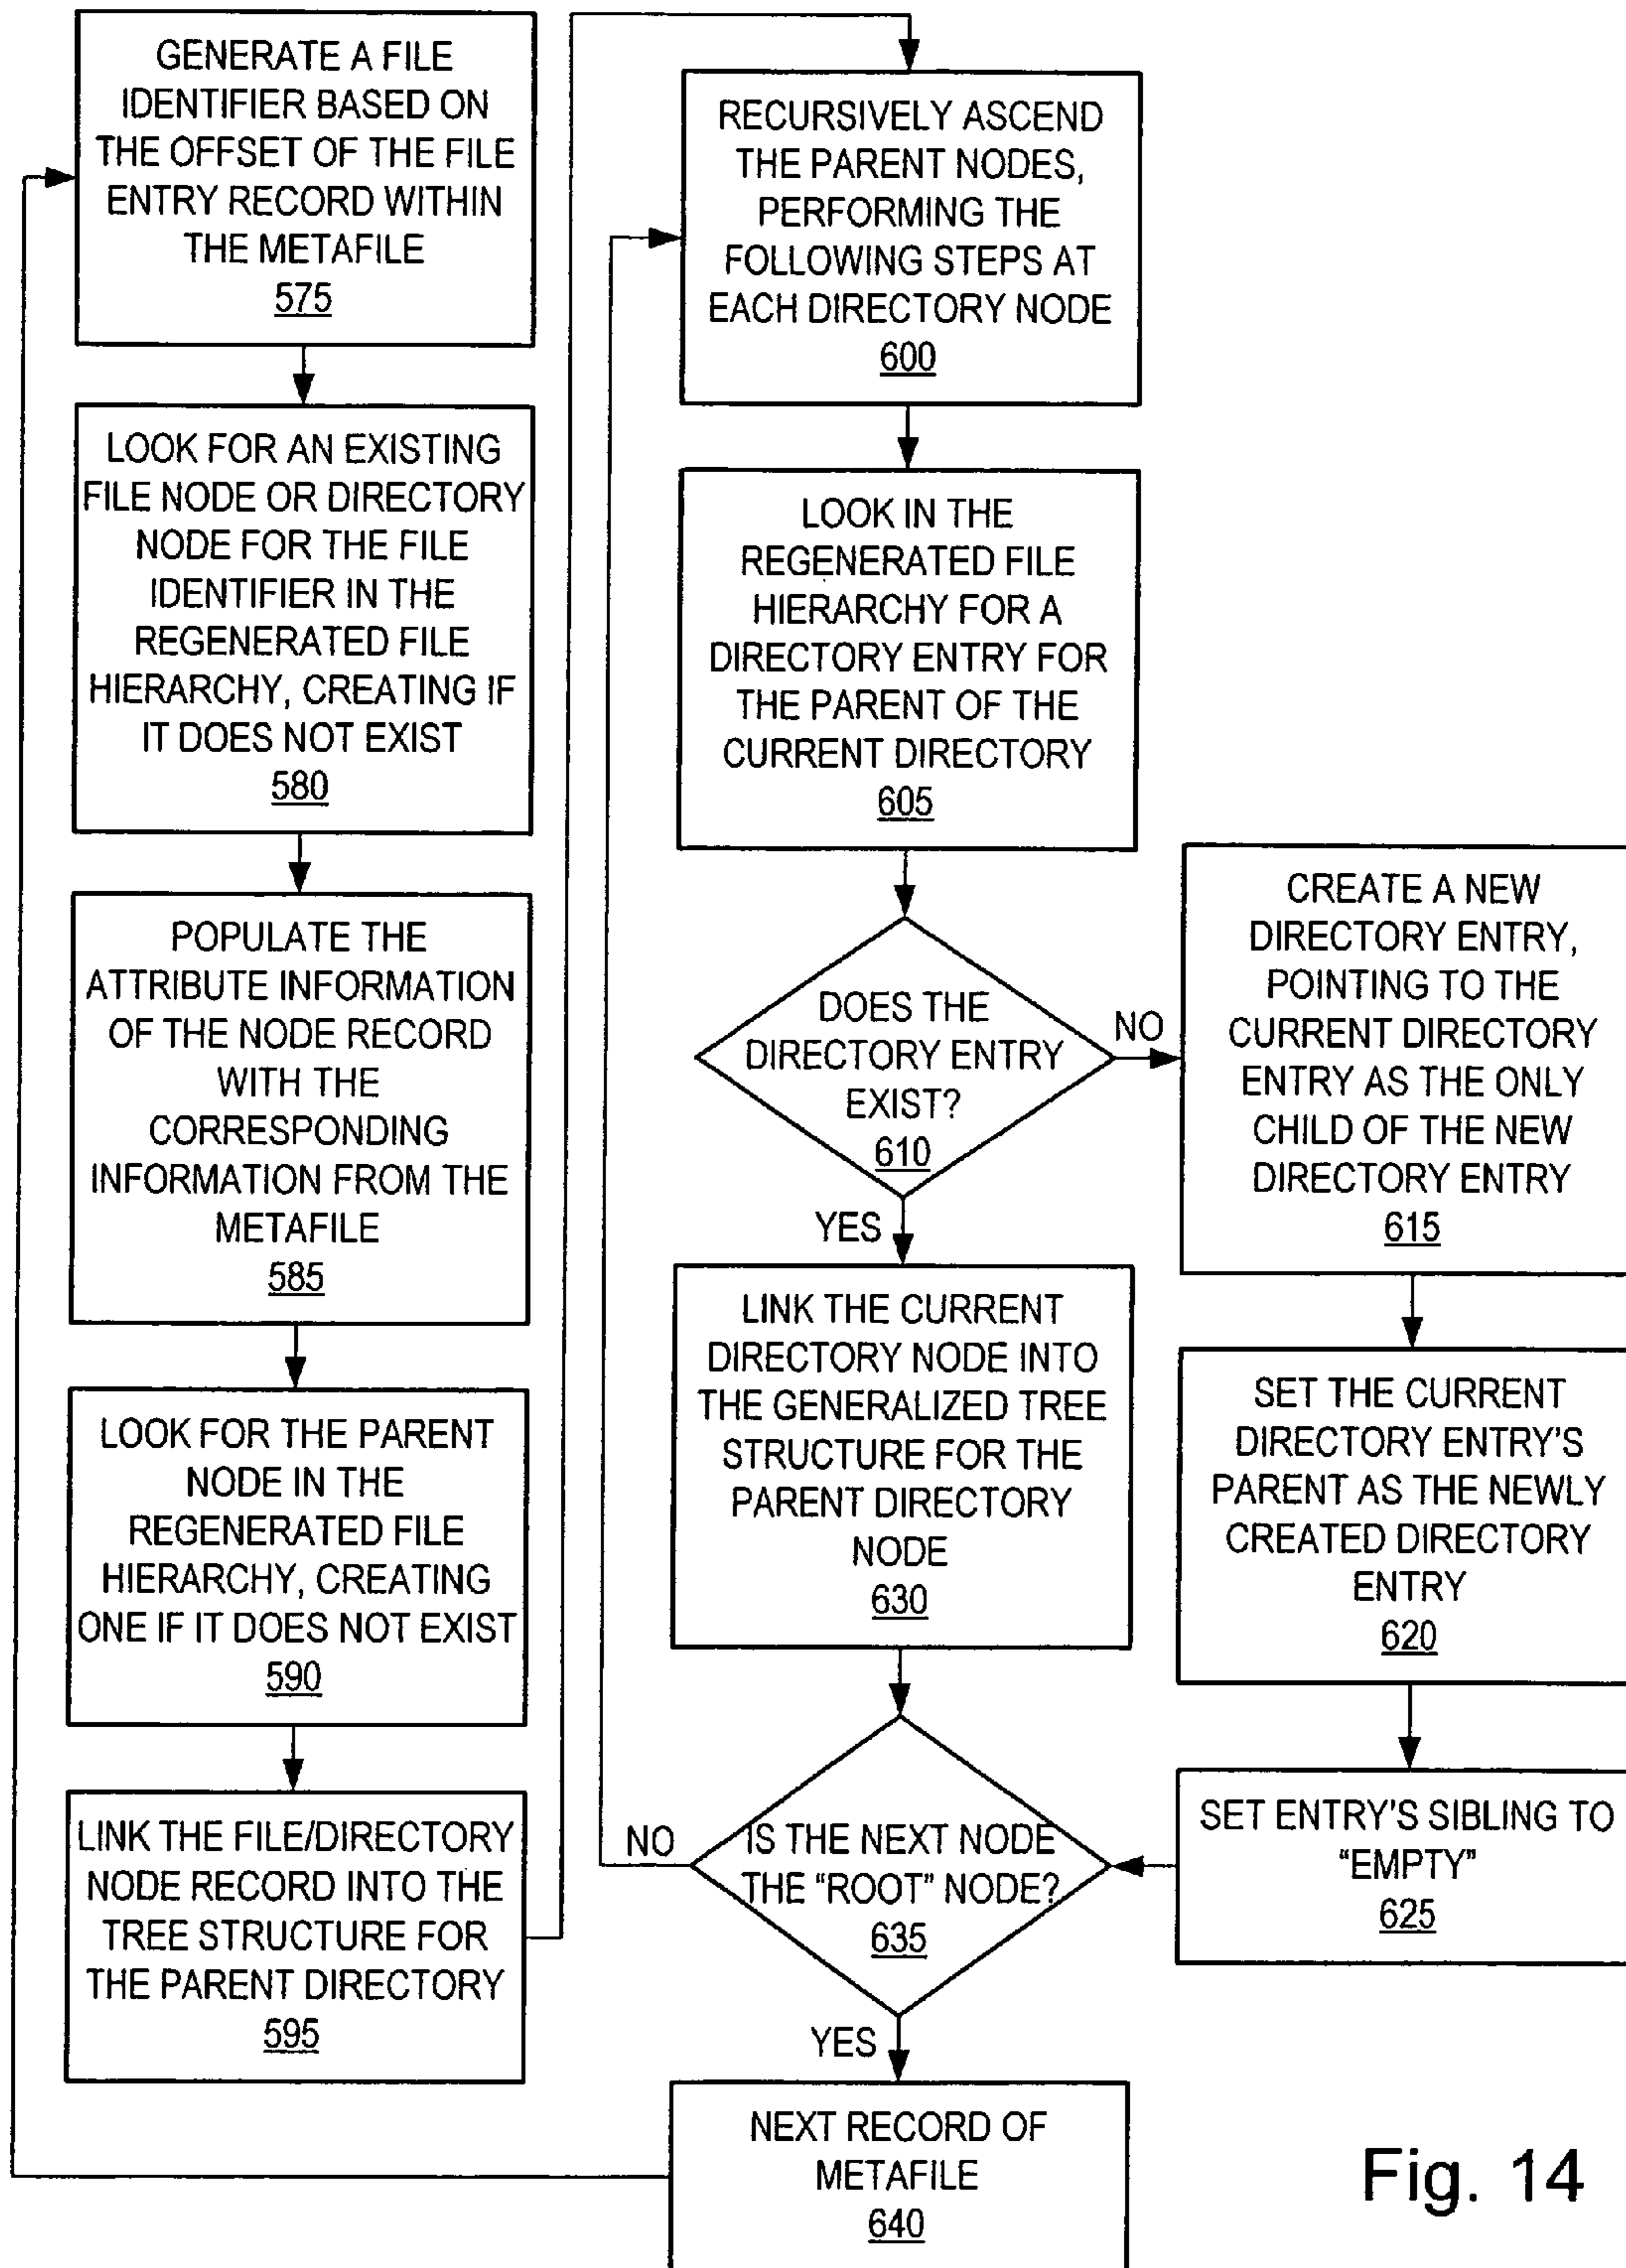 GENERATE A FILE
IDENTIFIER BASED ON
THE OFFSET OF THE FILE
ENTRY RECORD WITHIN
THE METAFILE
575
LOOK FOR AN EXISTING
FILE NODE OR DIRECTORY
NODE FOR THE FILE
IDENTIFIER IN THE
REGENERATED FILE
HIERARCHY, CREATING IF
IT DOES NOT EXIST
580
POPULATE THE
ATTRIBUTE INFORMATION
OF THE NODE RECORD
WITH THE
CORRESPONDING
INFORMATION FROM THE
METAFILE
585
LOOK FOR THE PARENT
NODE IN THE
REGENERATED FILE
HIERARCHY, CREATING
ONE IF IT DOES NOT EXIST
590
LINK THE FILE/DIRECTORY
NODE RECORD INTO THE
TREE STRUCTURE FOR
THE PARENT DIRECTORY
595
RECURSIVELY ASCEND
THE PARENT NODES,
PERFORMING THE
FOLLOWING STEPS AT
EACH DIRECTORY NODE
600
LOOK IN THE
REGENERATED FILE
HIERARCHY FOR A
DIRECTORY ENTRY FOR
THE PARENT OF THE
CURRENT DIRECTORY
605
DOES THE
DIRECTORY ENTRY
EXIST?
610
NO
YES
CREATE A NEW
DIRECTORY ENTRY,
POINTING TO THE
CURRENT DIRECTORY
ENTRY AS THE ONLY
CHILD OF THE NEW
DIRECTORY ENTRY
615
SET THE CURRENT
DIRECTORY ENTRY'S
PARENT AS THE NEWLY
CREATED DIRECTORY
ENTRY
620
SET ENTRY'S SIBLING TO
"EMPTY"
625
LINK THE CURRENT
DIRECTORY NODE INTO
THE GENERALIZED TREE
STRUCTURE FOR THE
PARENT DIRECTORY
NODE
630
IS THE NEXT NODE
THE "ROOT" NODE?
635
NO
YES
NEXT RECORD OF
METAFILE
640
Fig. 14